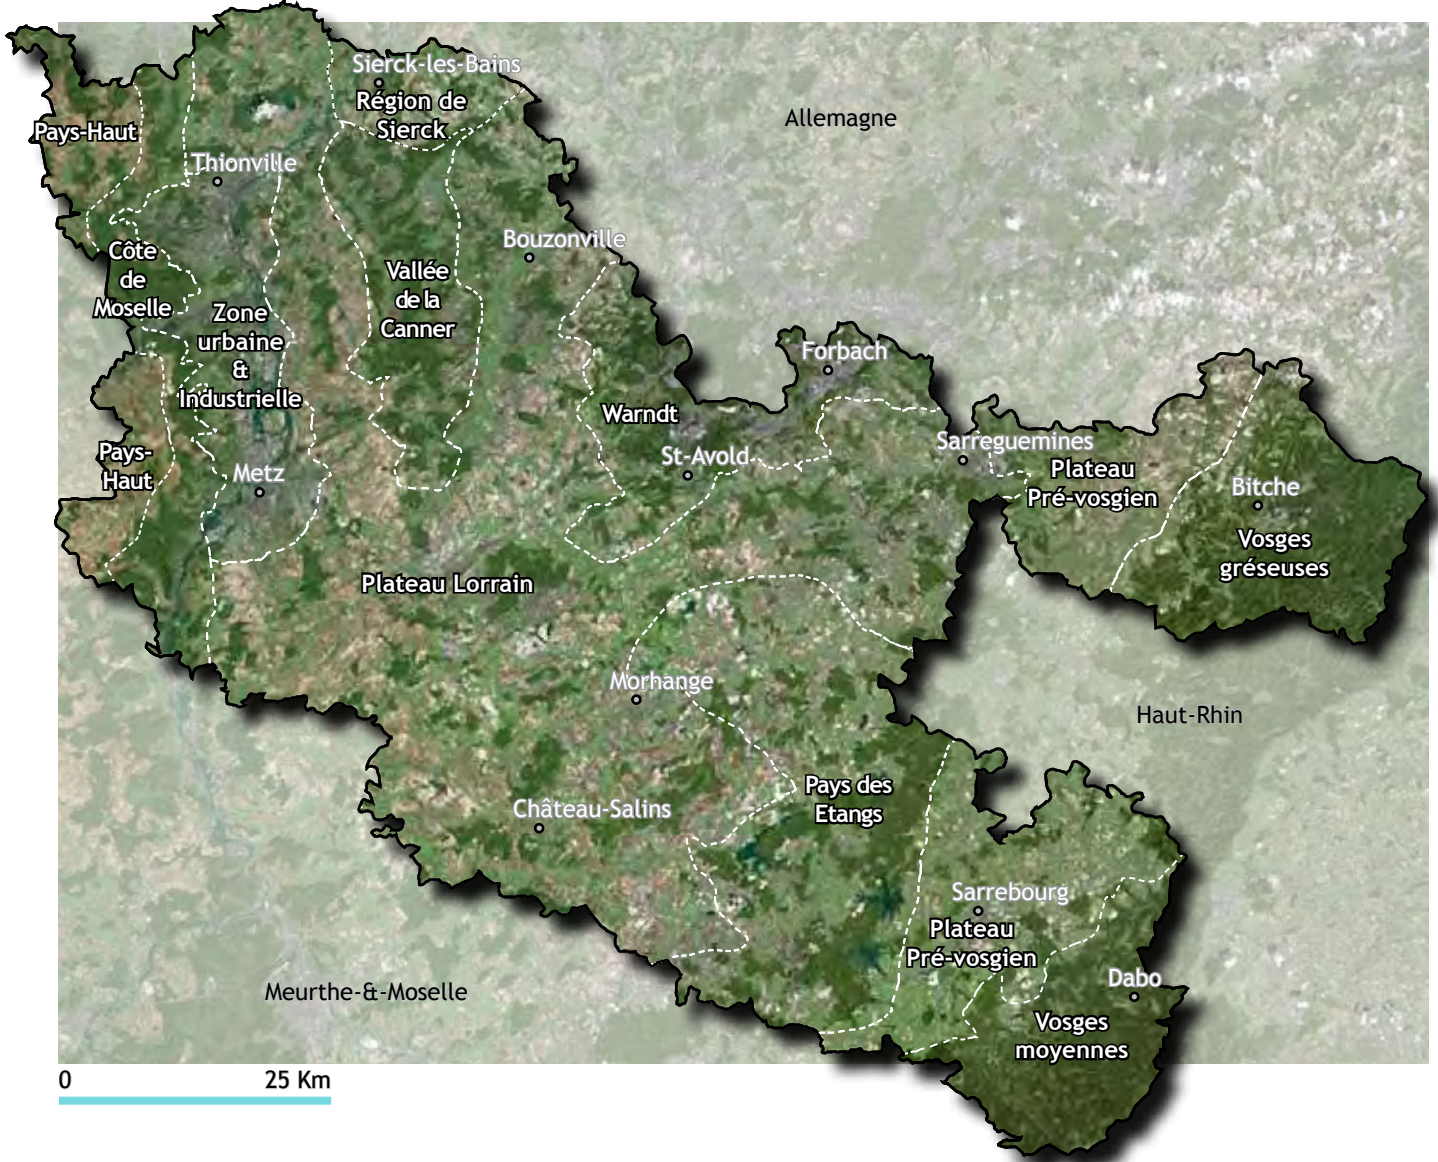 Sierck-les-Bains
Région de
Sierck
Allemagne
Pays-Haut
Thionville
Bouzonville
Côte
de
Moselle
Vallée
de la
Canner
Zone
urbaine
&
Industrielle
Forbach
Warndt
Pays-
Haut
Metz
St-Avold
Sarreguemines
Plateau
Pré-vosgien
Bitche
Vosges
gréseuses
Plateau Lorrain
Morhange
Haut-Rhin
Pays des
Etangs
Château-Salins
Sarrebourg
Plateau
Pré-vosgien
Dabo
Meurthe-&-Moselle
Vosges
moyennes
0 25 Km